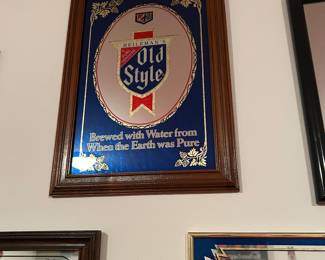 HEILEMAN'S
Old
Style
Brewed with Water from
When the Earth was Pure